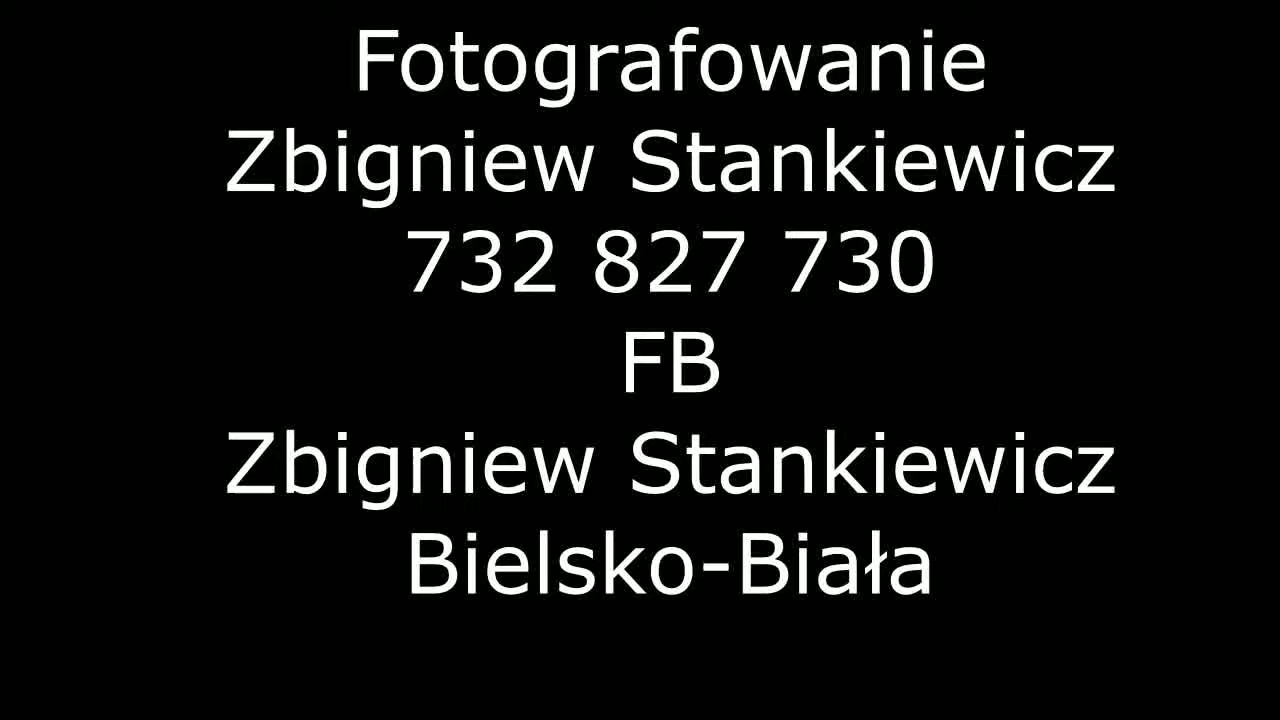 Fotografowanie
Zbigniew Stankiewicz
732 827 730
FB
Zbigniew Stankiewicz
Bielsko-Biała